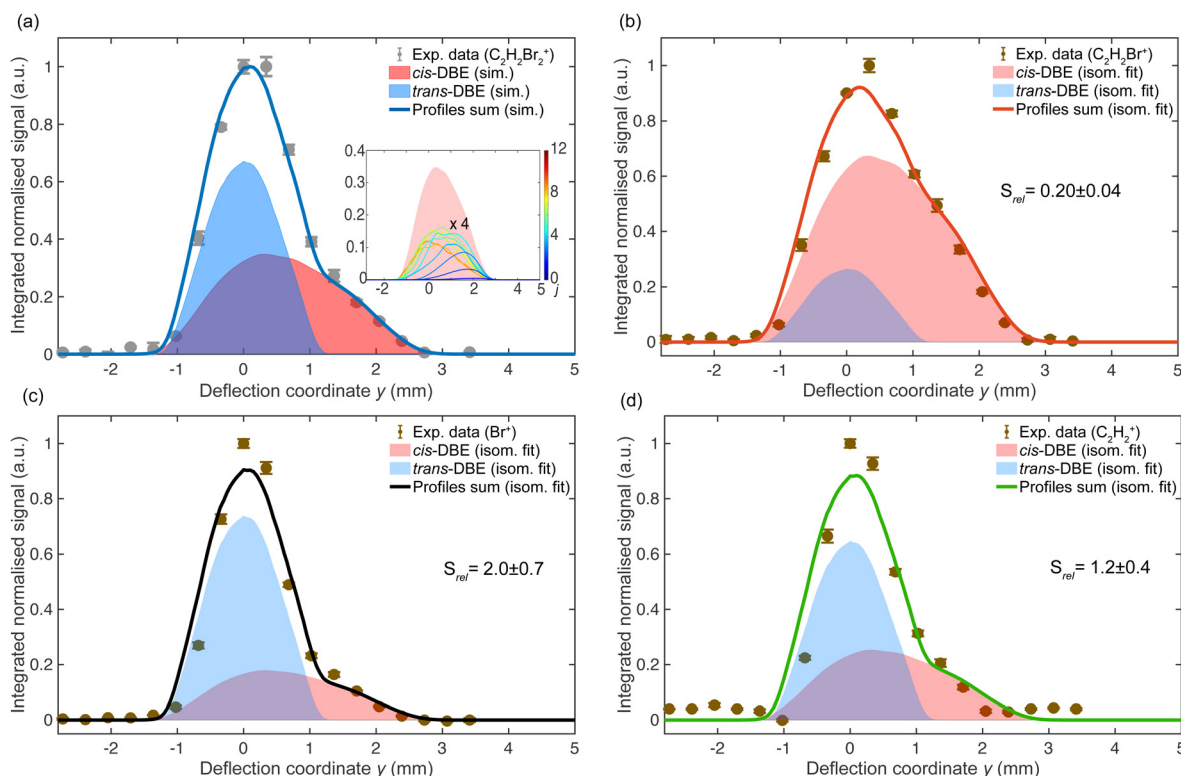 (a)
Integrated normalised signal (a.u.)
1
0.8
0.6
0.4
0.2
0
-2 -1 0 1 2 3 4 5
Deflection coordinate y (mm)
Exp. data (C₂H₂Br₂⁺)
cis-DBE (sim.)
trans-DBE (sim.)
Profiles sum (sim.)
0.4
0.3
0.2
0.1
0
-2 0 2 5
x 4
12
8
4
0
j
(b)
Integrated normalised signal (a.u.)
1
0.8
0.6
0.4
0.2
0
-2 -1 0 1 2 3 4 5
Deflection coordinate y (mm)
Exp. data (C₂H₂Br⁺)
cis-DBE (isom. fit)
trans-DBE (isom. fit)
Profiles sum (isom. fit)
S_rel= 0.20±0.04
(c)
Integrated normalised signal (a.u.)
1
0.8
0.6
0.4
0.2
0
-2 -1 0 1 2 3 4 5
Deflection coordinate y (mm)
Exp. data (Br⁺)
cis-DBE (isom. fit)
trans-DBE (isom. fit)
Profiles sum (isom. fit)
S_rel= 2.0±0.7
(d)
Integrated normalised signal (a.u.)
1
0.8
0.6
0.4
0.2
0
-2 -1 0 1 2 3 4 5
Deflection coordinate y (mm)
Exp. data (C₂H₂⁺)
cis-DBE (isom. fit)
trans-DBE (isom. fit)
Profiles sum (isom. fit)
S_rel= 1.2±0.4